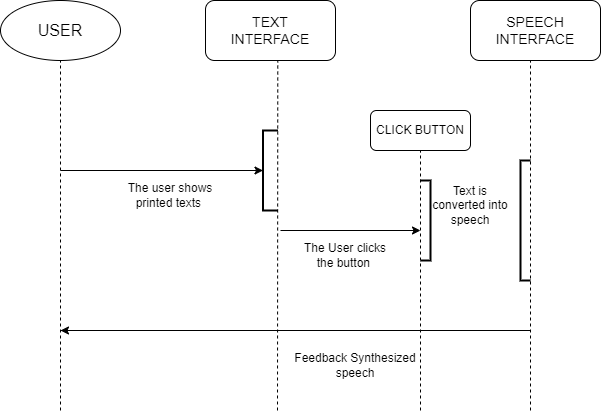 USER
TEXT
INTERFACE
SPEECH
INTERFACE
CLICK BUTTON
The user shows
printed texts
Text is
converted into
speech
The User clicks
the button
Feedback Synthesized
speech